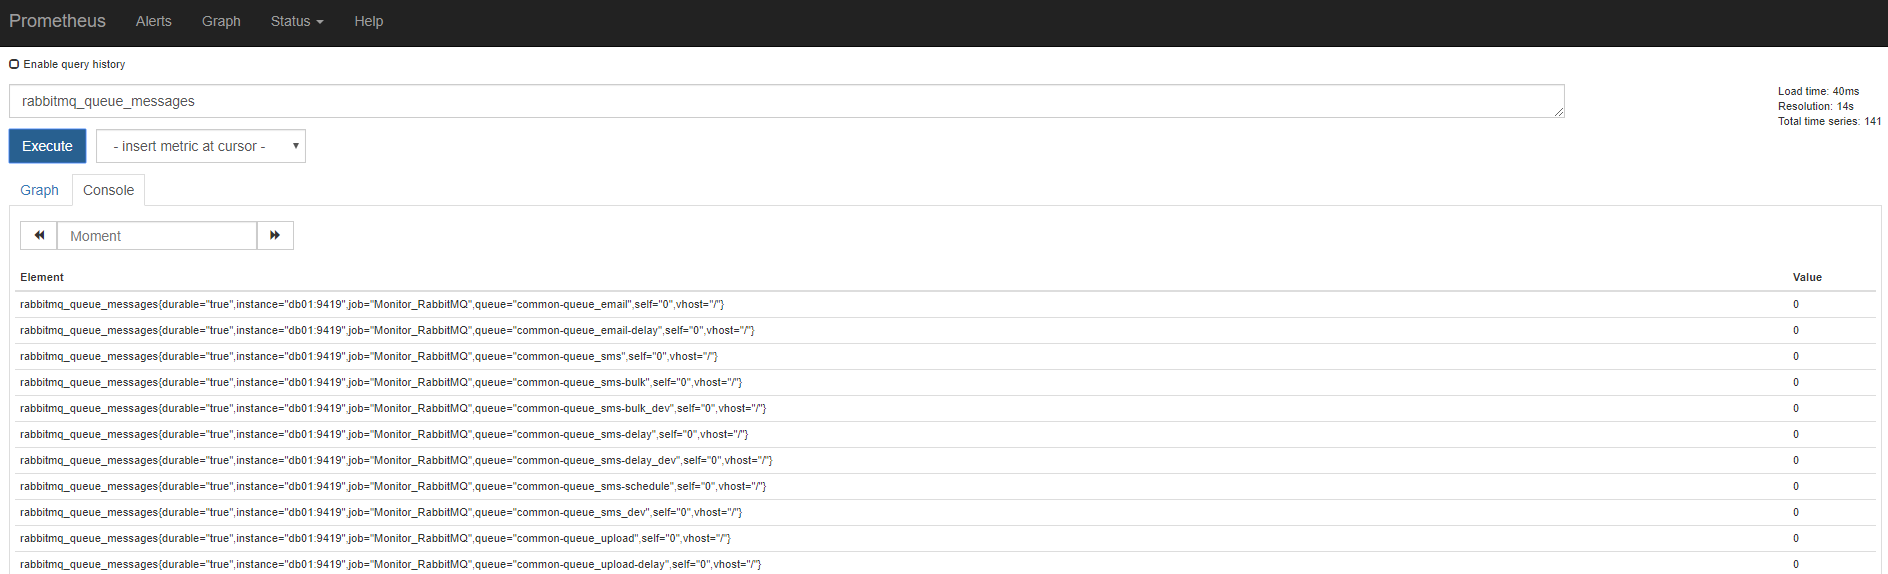 Prometheus Alerts Graph Status Help
Enable query history
rabbitmq_queue_messages
Load time: 40ms
Resolution: 14s
Total time series: 141
Execute - insert metric at cursor -
Graph Console
Moment
Element Value
rabbitmq_queue_messages{durable="true",instance="db01:9419",job="Monitor_RabbitMQ",queue="common-queue_email",self="0",vhost="/"} 0
rabbitmq_queue_messages{durable="true",instance="db01:9419",job="Monitor_RabbitMQ",queue="common-queue_email-delay",self="0",vhost="/"} 0
rabbitmq_queue_messages{durable="true",instance="db01:9419",job="Monitor_RabbitMQ",queue="common-queue_sms",self="0",vhost="/"} 0
rabbitmq_queue_messages{durable="true",instance="db01:9419",job="Monitor_RabbitMQ",queue="common-queue_sms-bulk",self="0",vhost="/"} 0
rabbitmq_queue_messages{durable="true",instance="db01:9419",job="Monitor_RabbitMQ",queue="common-queue_sms-bulk_dev",self="0",vhost="/"} 0
rabbitmq_queue_messages{durable="true",instance="db01:9419",job="Monitor_RabbitMQ",queue="common-queue_sms-delay",self="0",vhost="/"} 0
rabbitmq_queue_messages{durable="true",instance="db01:9419",job="Monitor_RabbitMQ",queue="common-queue_sms-delay_dev",self="0",vhost="/"} 0
rabbitmq_queue_messages{durable="true",instance="db01:9419",job="Monitor_RabbitMQ",queue="common-queue_sms-schedule",self="0",vhost="/"} 0
rabbitmq_queue_messages{durable="true",instance="db01:9419",job="Monitor_RabbitMQ",queue="common-queue_sms_dev",self="0",vhost="/"} 0
rabbitmq_queue_messages{durable="true",instance="db01:9419",job="Monitor_RabbitMQ",queue="common-queue_upload",self="0",vhost="/"} 0
rabbitmq_queue_messages{durable="true",instance="db01:9419",job="Monitor_RabbitMQ",queue="common-queue_upload-delay",self="0",vhost="/"} 0